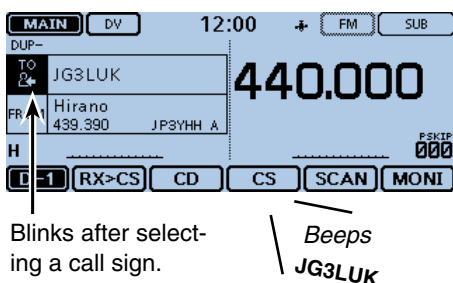 MAIN DV 12:00 FM SUB
DUP-
TO JG3LUK 440.000
Hirano
FR M 439.390 JP3YHH A
PSKIP
H 000
D -1 RX>CS CD CS SCAN MONI
Blinks after select-
ing a call sign.
Beeps
JG3LUK